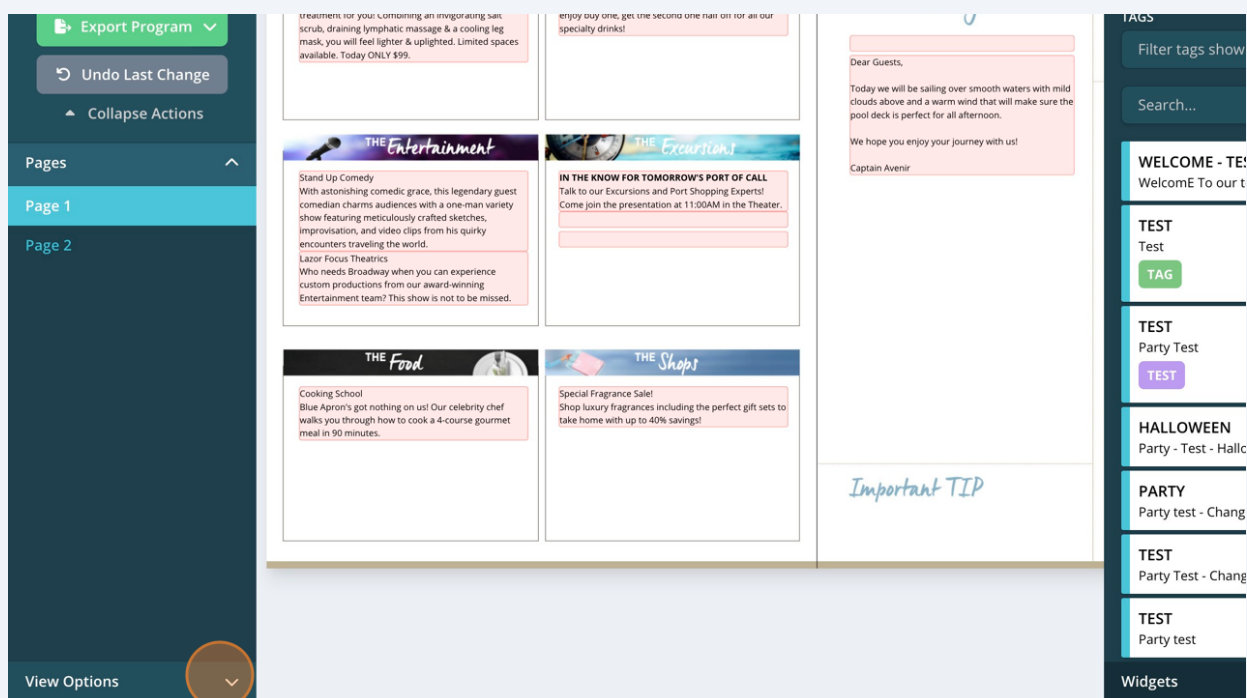 Export Program
Undo Last Change
Collapse Actions
Pages
Page 1
Page 2
View Options
treatment for you! Combining an invigorating salt
scrub, draining lymphatic massage & a cooling leg
mask, you will feel lighter & uplighted. Limited spaces
available. Today ONLY $99.
enjoy buy one, get the second one half off for all our
specialty drinks!
THE Entertainment
Stand Up Comedy
With astonishing comedic grace, this legendary guest
comedian charms audiences with a one-man variety
show featuring meticulously crafted sketches,
improvisation, and video clips from his quirky
encounters traveling the world.
Lazor Focus Theatrics
Who needs Broadway when you can experience
custom productions from our award-winning
Entertainment team? This show is not to be missed.
THE Excursions
IN THE KNOW FOR TOMORROW'S PORT OF CALL
Talk to our Excursions and Port Shopping Experts!
Come join the presentation at 11:00AM in the Theater.
THE Food
Cooking School
Blue Apron's got nothing on us! Our celebrity chef
walks you through how to cook a 4-course gourmet
meal in 90 minutes.
THE Shops
Special Fragrance Sale!
Shop luxury fragrances including the perfect gift sets to
take home with up to 40% savings!
Dear Guests,
Today we will be sailing over smooth waters with mild
clouds above and a warm wind that will make sure the
pool deck is perfect for all afternoon.
We hope you enjoy your journey with us!
Captain Avenir
Important TIP
TAGS
Filter tags show
Search...
WELCOME - TES
WelcomE To our t
TEST
Test
TAG
TEST
Party Test
TEST
HALLOWEEN
Party - Test - Hallo
PARTY
Party test - Chang
TEST
Party Test - Chang
TEST
Party test
Widgets